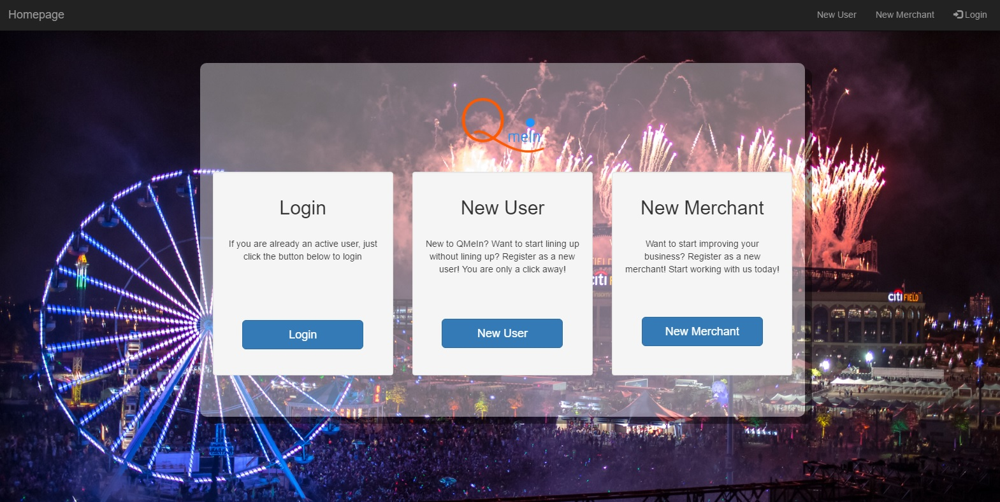 Homepage
New User
New Merchant
Login
Q
meIn
Login
If you are already an active user, just
click the button below to login
Login
New User
New to QMeIn? Want to start lining up
without lining up? Register as a new
user! You are only a click away!
New User
New Merchant
Want to start improving your
business? Register as a new
merchant! Start working with us today!
New Merchant
citi FIELD